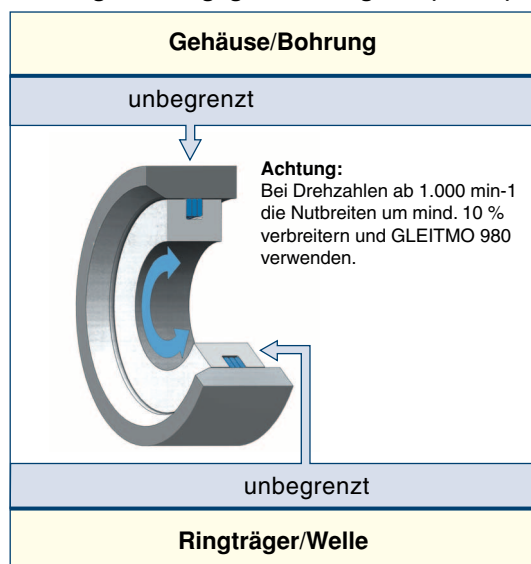 Gehäuse/Bohrung
unbegrenzt
Achtung:
Bei Drehzahlen ab 1.000 min-1
die Nutbreiten um mind. 10 %
verbreitern und GLEITMO 980
verwenden.
unbegrenzt
Ringträger/Welle